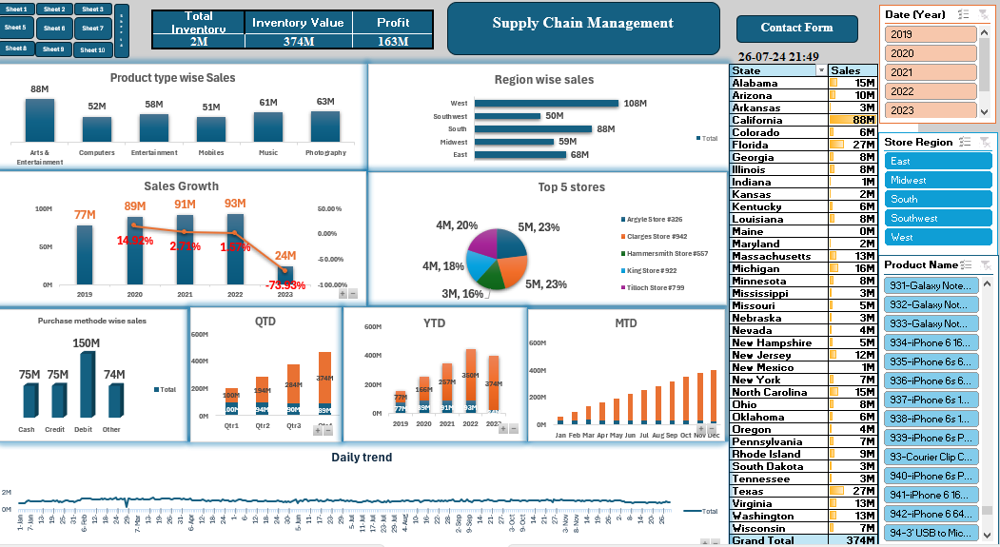 Sheet 1 Sheet 2 Sheet 3
Sheet 5 Sheet 6 Sheet 7
Sheet 8 Sheet 9 Sheet 10
Total Inventory Inventory Value Profit
2M 374M 163M
Supply Chain Management
Contact Form
26-07-24 21:49
Product type wise Sales
88M 52M 58M 51M 61M 63M
Arts & Entertainment Computers Entertainment Mobiles Music Photography
Region wise sales
West 108M
Southwest 50M
South 88M
Midwest 59M
East 68M
Total
Sales Growth
100M 50M 0M
77M 89M 91M 93M 24M
14.92% 2.71% -73.93%
50.00% 0.00% -50.00% -100.00%
2019 2020 2021 2022 2023
Top 5 stores
5M, 23%
5M, 23%
3M, 16%
4M, 18%
4M, 20%
Argyle Store #326
Clarges Store #942
Hammersmith Store #557
King Store #922
Tilloch Store #799
Purchase methode wise sales
75M 75M 150M 74M
Cash Credit Debit Other
Total
QTD
600M
400M
200M
0M
100M 194M 284M 374M
94M 90M 89M
Qtr1 Qtr2 Qtr3
YTD
600M
400M
200M
0M
77M 166M 257M 350M 374M
77M 89M 91M 93M
2019 2020 2021 2022
MTD
600M
400M
200M
0M
Jan Feb Mar Apr May Jun Jul Aug Sep Oct Nov Dec
Daily trend
2M
0M
Total
State Sales
Alabama 15M
Arizona 10M
Arkansas 3M
California 88M
Colorado 6M
Florida 27M
Georgia 8M
Illinois 8M
Indiana 1M
Kansas 2M
Kentucky 6M
Louisiana 8M
Maine 0M
Maryland 2M
Massachusetts 13M
Michigan 16M
Minnesota 8M
Mississippi 3M
Missouri 5M
Nebraska 3M
Nevada 4M
New Hampshire 5M
New Jersey 12M
New Mexico 1M
New York 7M
North Carolina 15M
Ohio 8M
Oklahoma 6M
Oregon 4M
Pennsylvania 7M
Rhode Island 9M
South Dakota 3M
Tennessee 3M
Texas 27M
Virginia 13M
Washington 13M
Wisconsin 7M
Grand Total 374M
Date (Year)
2019
2020
2021
2022
2023
Store Region
East
Midwest
South
Southwest
West
Product Name
931-Galaxy Note...
932-Galaxy Not...
933-Galaxy Not...
934-iPhone 6 16...
935-iPhone 6s 6...
936-iPhone 6s 6...
937-iPhone 6s 1...
938-iPhone 6s 1...
939-iPhone 6s P...
93-Courier Clip C...
940-iPhone 6s P...
941-iPhone 6 16...
942-iPhone 6 64...
94-3' USB to Mic...